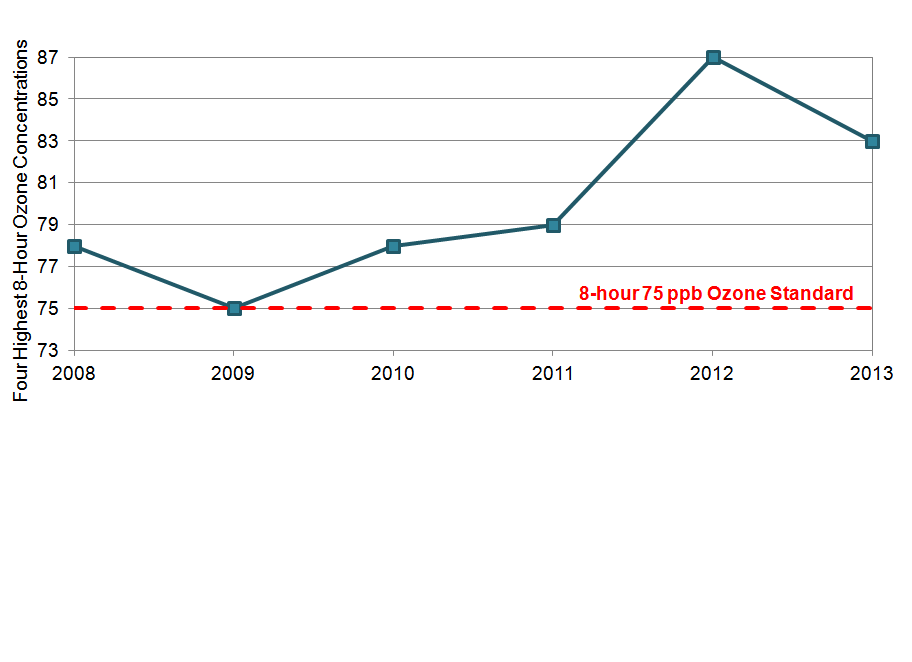 Four Highest 8-Hour Ozone Concentrations
87
85
83
81
79
77
75
73
8-hour 75 ppb Ozone Standard
2008 2009 2010 2011 2012 2013